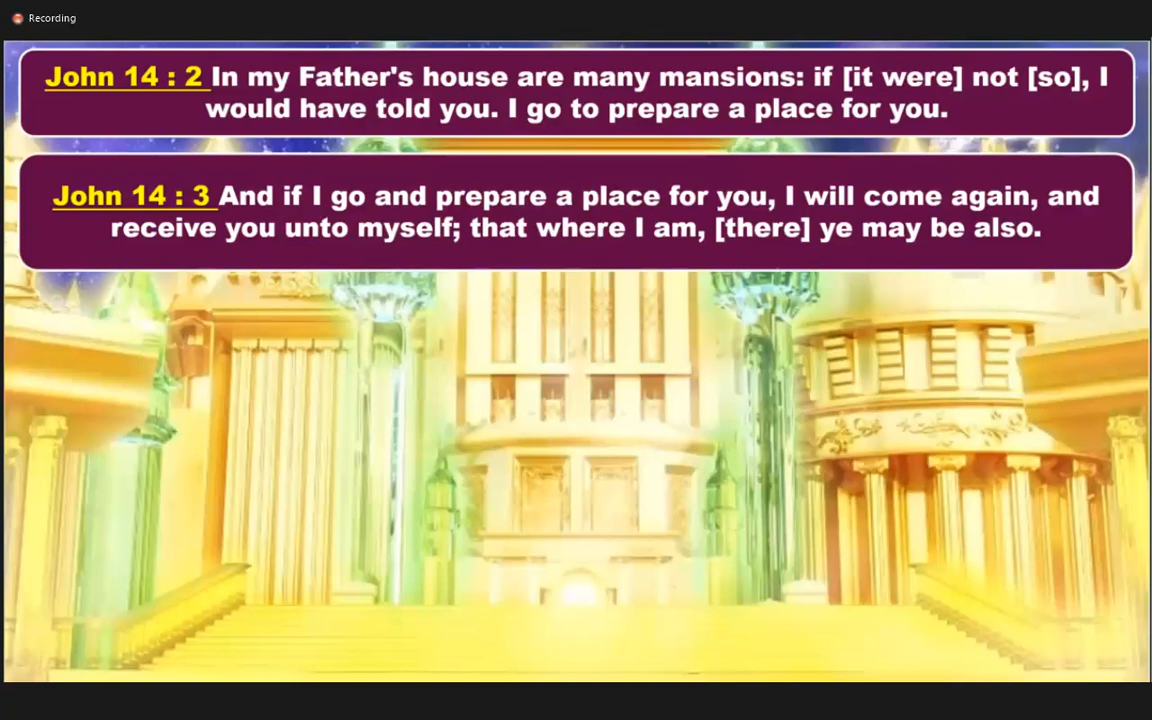 Recording
John 14 : 2 In my Father's house are many mansions: if [it were] not [so], I
would have told you. I go to prepare a place for you.
John 14 : 3 And if I go and prepare a place for you, I will come again, and
receive you unto myself; that where I am, [there] ye may be also.